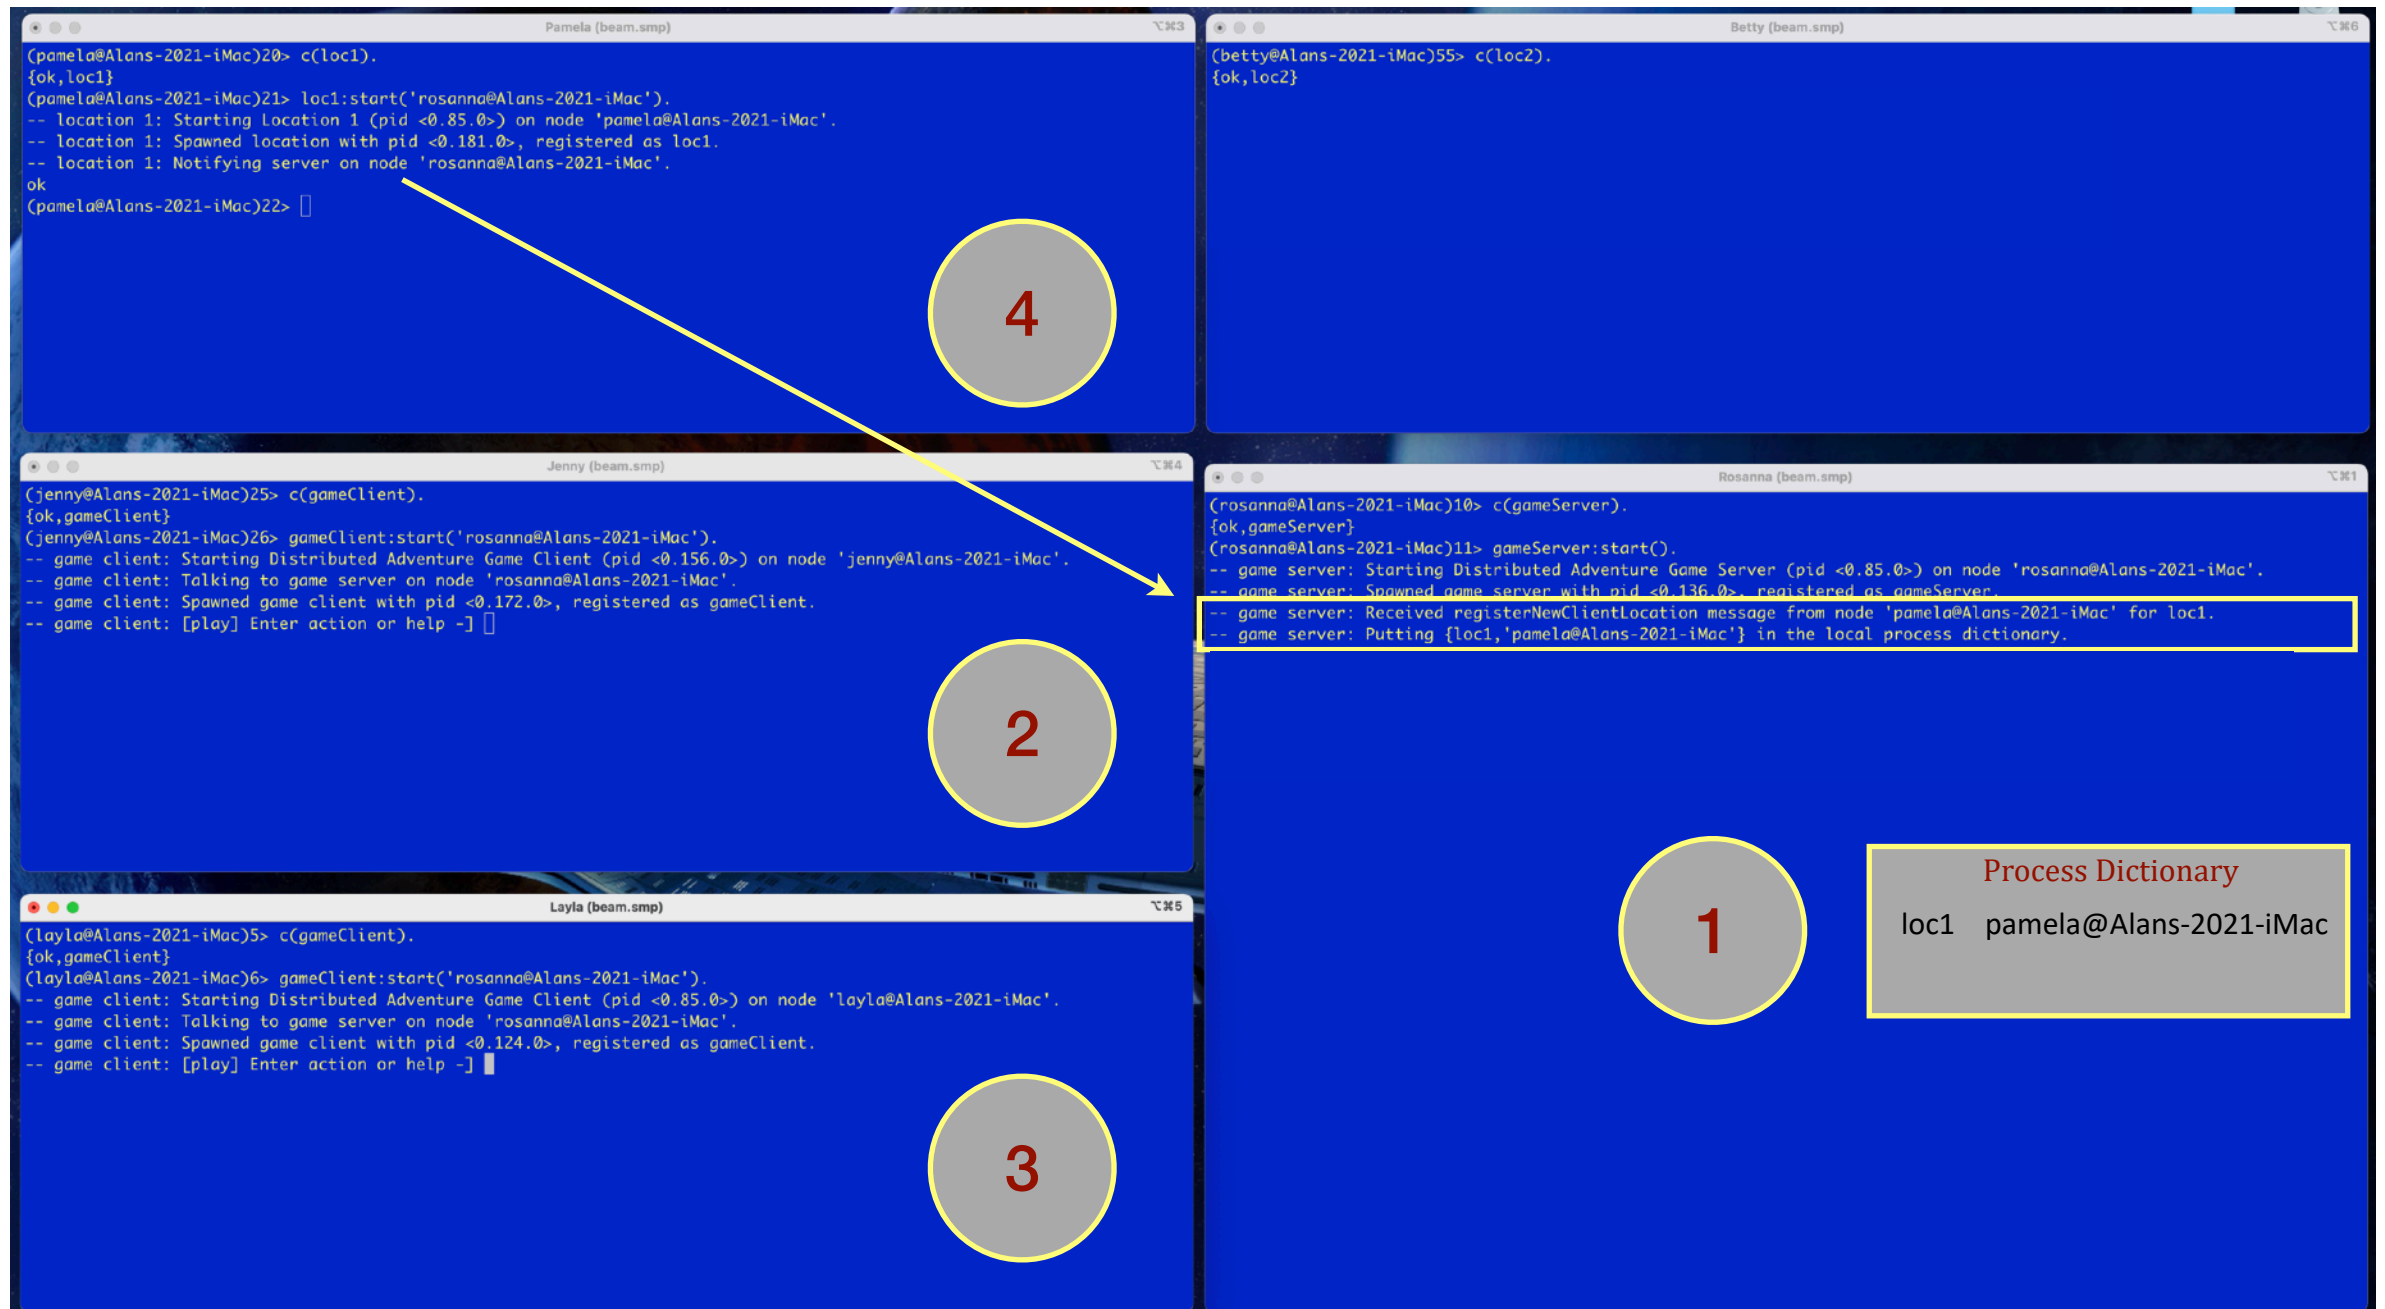 Pamela (beam.smp)
⌥⌘3
(pamela@Alans-2021-iMac)20> c(loc1).
{ok,loc1}
(pamela@Alans-2021-iMac)21> loc1:start('rosanna@Alans-2021-iMac').
-- location 1: Starting Location 1 (pid <0.85.0>) on node 'pamela@Alans-2021-iMac'.
-- location 1: Spawned location with pid <0.181.0>, registered as loc1.
-- location 1: Notifying server on node 'rosanna@Alans-2021-iMac'.
ok
(pamela@Alans-2021-iMac)22>
4
Betty (beam.smp)
⌥⌘6
(betty@Alans-2021-iMac)55> c(loc2).
{ok,loc2}
Jenny (beam.smp)
⌥⌘4
(jenny@Alans-2021-iMac)25> c(gameClient).
{ok,gameClient}
(jenny@Alans-2021-iMac)26> gameClient:start('rosanna@Alans-2021-iMac').
-- game client: Starting Distributed Adventure Game Client (pid <0.156.0>) on node 'jenny@Alans-2021-iMac'.
-- game client: Talking to game server on node 'rosanna@Alans-2021-iMac'.
-- game client: Spawned game client with pid <0.172.0>, registered as gameClient.
-- game client: [play] Enter action or help -]
2
Rosanna (beam.smp)
⌥⌘1
(rosanna@Alans-2021-iMac)10> c(gameServer).
{ok,gameServer}
(rosanna@Alans-2021-iMac)11> gameServer:start().
-- game server: Starting Distributed Adventure Game Server (pid <0.85.0>) on node 'rosanna@Alans-2021-iMac'.
-- game server: Spawned game server with pid <0.136.0>, registered as gameServer.
-- game server: Received registerNewClientLocation message from node 'pamela@Alans-2021-iMac' for loc1.
-- game server: Putting {loc1,'pamela@Alans-2021-iMac'} in the local process dictionary.
1
Process Dictionary
loc1 pamela@Alans-2021-iMac
Layla (beam.smp)
⌥⌘5
(layla@Alans-2021-iMac)5> c(gameClient).
{ok,gameClient}
(layla@Alans-2021-iMac)6> gameClient:start('rosanna@Alans-2021-iMac').
-- game client: Starting Distributed Adventure Game Client (pid <0.85.0>) on node 'layla@Alans-2021-iMac'.
-- game client: Talking to game server on node 'rosanna@Alans-2021-iMac'.
-- game client: Spawned game client with pid <0.124.0>, registered as gameClient.
-- game client: [play] Enter action or help -]
3